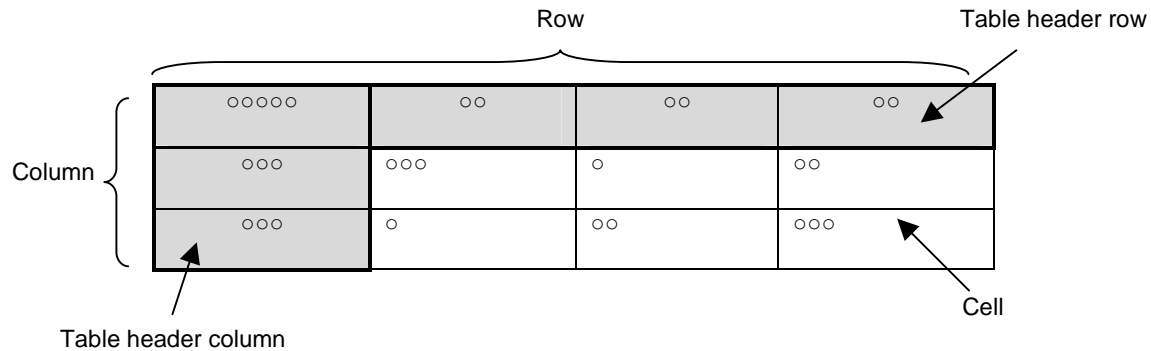 Row
Table header row
○○○○○ ○○ ○○ ○○
Column
○○○ ○○○ ○ ○○
○○○ ○ ○○ ○○○
Cell
Table header column